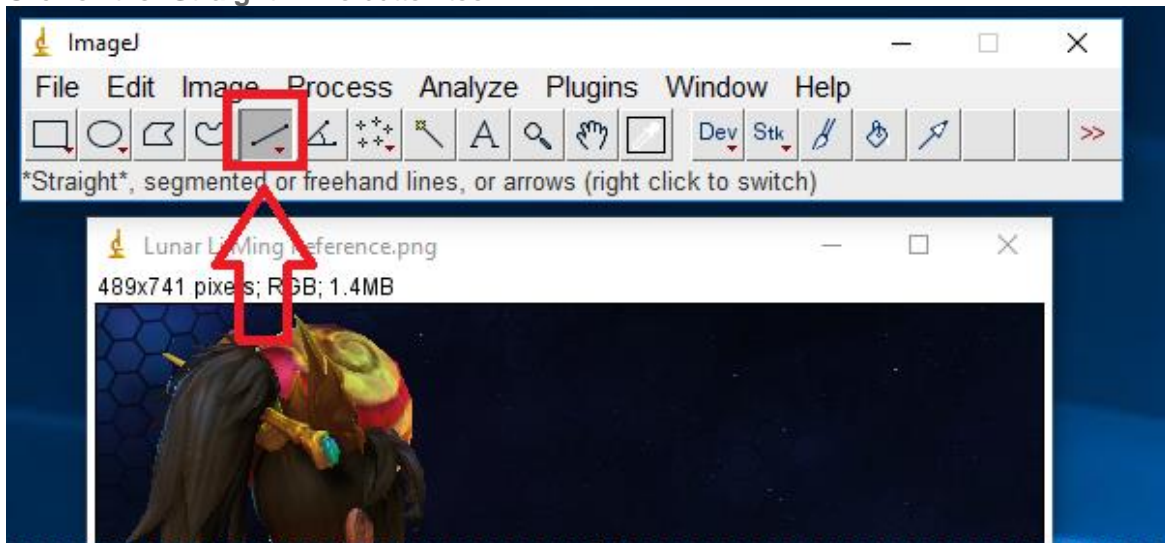 ImageJ
File Edit Image Process Analyze Plugins Window Help
A Dev Stk >>
*Straight*, segmented or freehand lines, or arrows (right click to switch)
Lunar Li-Ming Reference.png
489x741 pixels; RGB; 1.4MB